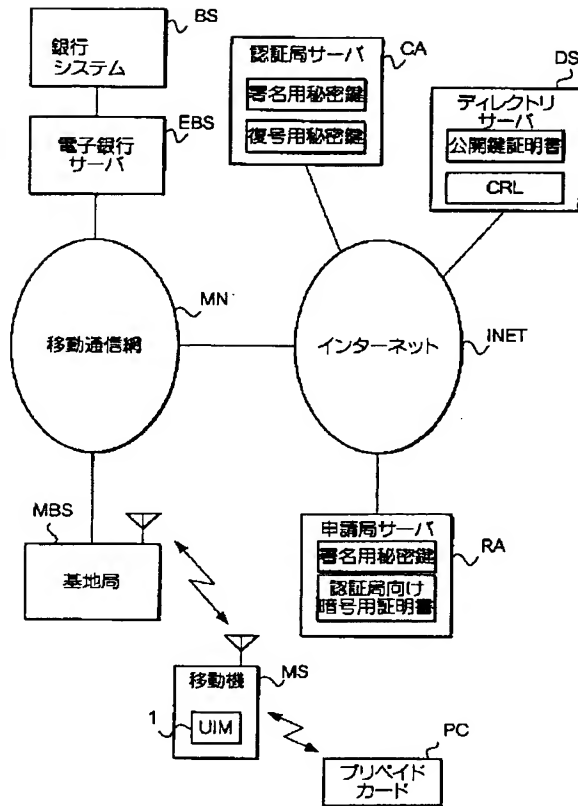 BS
銀行
システム
EBS
電子銀行
サーバ
認証局サーバ
CA
署名用秘密鍵
復号用秘密鍵
DS
ディレクトリ
サーバ
公開鍵証明書
CRL
MN
移動通信網
インターネット
INET
MBS
基地局
申請局サーバ
RA
署名用秘密鍵
認証局向け
暗号用証明書
移動機
MS
1
UIM
PC
プリペイド
カード